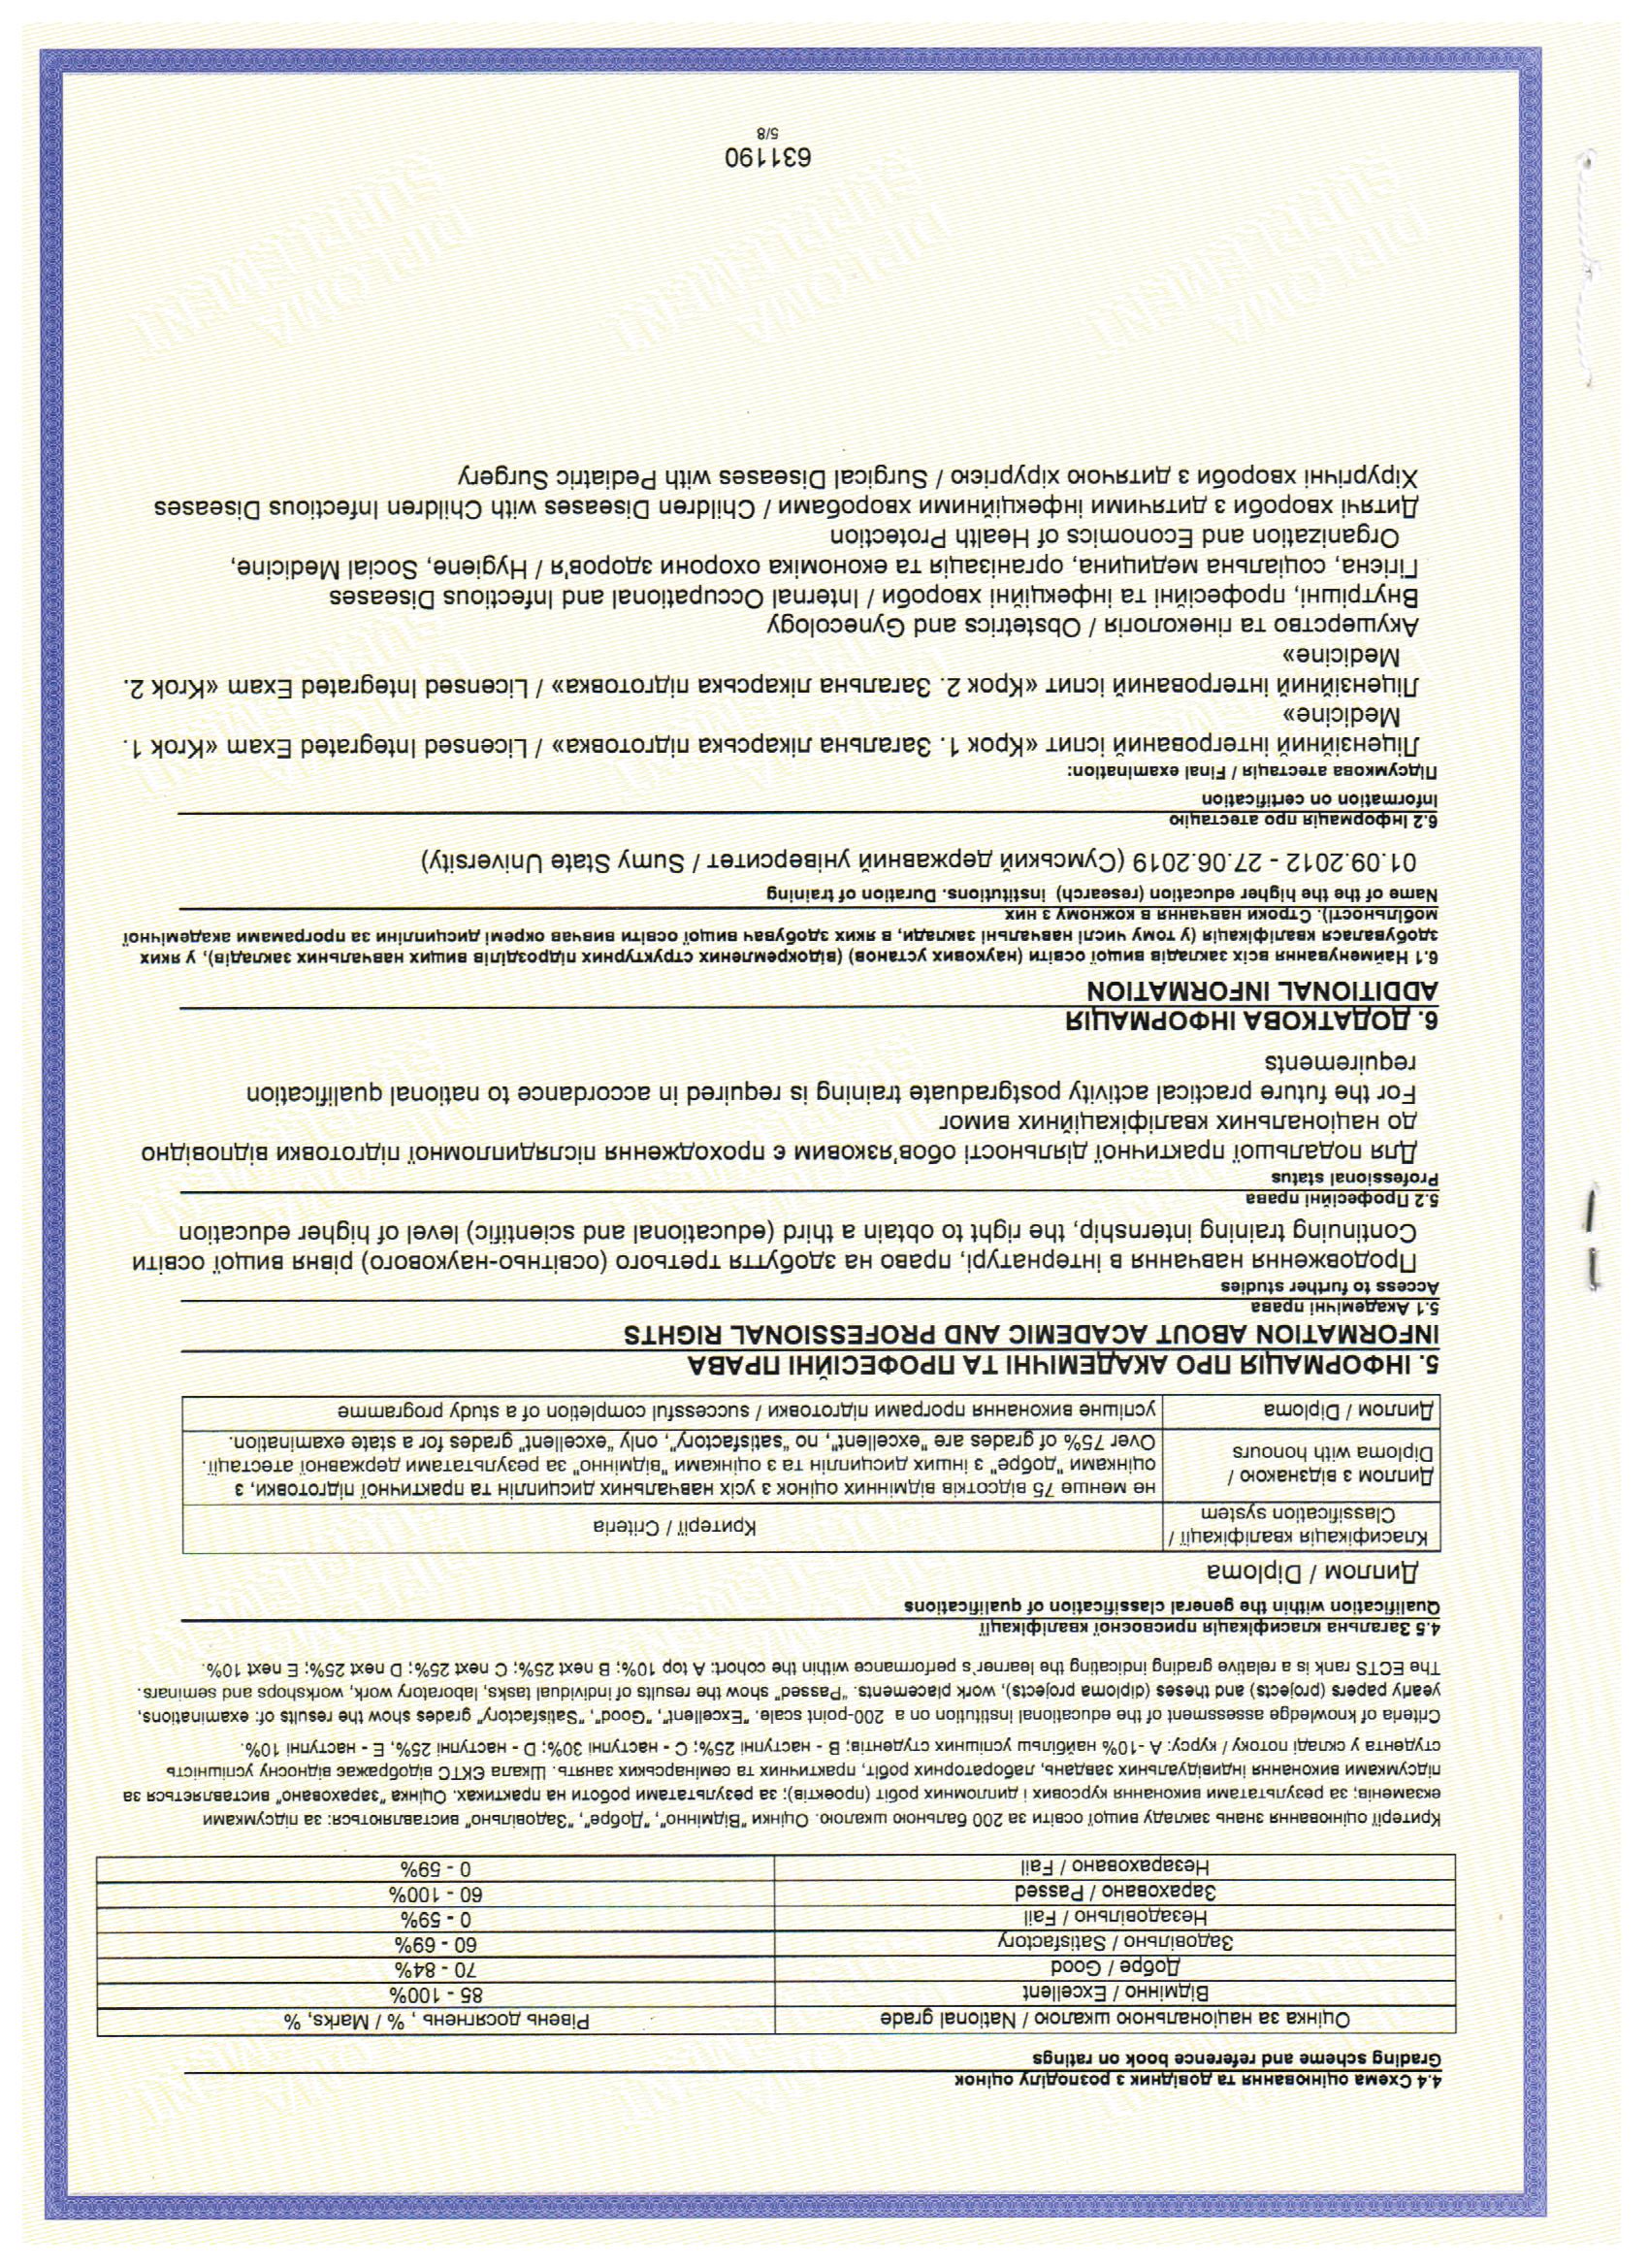 4.4 Схема оцінювання та довідник з розподілу оцінок
Grading scheme and reference book on ratings
Оцінка за національною шкалою / National grade Рівень досягнень , % / Marks, %
Відмінно / Excellent 85 - 100%
Добре / Good 70 - 84%
Задовільно / Satisfactory 60 - 69%
Незадовільно / Fail 0 - 59%
Зараховано / Passed 60 - 100%
Незараховано / Fail 0 - 59%
Критерії оцінювання знань закладу вищої освіти за 200 бальною шкалою. Оцінки "Відмінно", "Добре", "Задовільно" виставляються: за підсумками
екзаменів; за результатами виконання курсових і дипломних робіт (проектів); за результатами роботи на практиках. Оцінка "зараховано" виставляється за
підсумками виконання індивідуальних завдань, лабораторних робіт, практичних та семінарських занять. Шкала ЄКТС відображає відносну успішність
студента у складі потоку / курсу: A -10% найбільш успішних студентів; B - наступні 25%; C - наступні 30%; D - наступні 25%, E - наступні 10%.
Criteria of knowledge assessment of the educational institution on a 200-point scale. "Excellent", "Good", "Satisfactory" grades show the results of: examinations,
yearly papers (projects) and theses (diploma projects), work placements. "Passed" show the results of individual tasks, laboratory work, workshops and seminars.
The ECTS rank is a relative grading indicating the learner's performance within the cohort: A top 10%; B next 25%; C next 25%; D next 25%; E next 10%.
4.5 Загальна класифікація присвоєної кваліфікації
Qualification within the general classification of qualifications
Диплом / Diploma
Класифікація кваліфікації / Критерії / Criteria
Classification system
Диплом з відзнакою / не менше 75 відсотків відмінних оцінок з усіх навчальних дисциплін та практичної підготовки, з
Diploma with honours оцінками "добре" з інших дисциплін та з оцінками "відмінно" за результатами державної атестації.
Over 75% of grades are "excellent", no "satisfactory", only "excellent" grades for a state examination.
Диплом / Diploma успішне виконання програми підготовки / successful completion of a study programme
5. ІНФОРМАЦІЯ ПРО АКАДЕМІЧНІ ТА ПРОФЕСІЙНІ ПРАВА
INFORMATION ABOUT ACADEMIC AND PROFESSIONAL RIGHTS
5.1 Академічні права
Access to further studies
Продовження навчання в інтернатурі, право на здобуття третього (освітньо-наукового) рівня вищої освіти
Continuing training internship, the right to obtain a third (educational and scientific) level of higher education
5.2 Професійні права
Professional status
Для подальшої практичної діяльності обов'язковим є проходження післядипломної підготовки відповідно
до національних кваліфікаційних вимог
For the future practical activity postgraduate training is required in accordance to national qualification
requirements
6. ДОДАТКОВА ІНФОРМАЦІЯ
ADDITIONAL INFORMATION
6.1 Найменування всіх закладів вищої освіти (наукових установ) (відокремлених структурних підрозділів вищих навчальних закладів), у яких
здобувалася кваліфікація (у тому числі навчальні заклади, в яких здобувач вищої освіти вивчав окремі дисципліни за програмами академічної
мобільності). Строки навчання в кожному з них
Name of the the higher education (research) institutions. Duration of training
01.09.2012 - 27.06.2019 (Сумський державний університет / Sumy State University)
6.2 Інформація про атестацію
Information on certification
Підсумкова атестація / Final examination:
Ліцензійний інтегрований іспит «Крок 1. Загальна лікарська підготовка» / Licensed Integrated Exam «Krok 1.
Medicine»
Ліцензійний інтегрований іспит «Крок 2. Загальна лікарська підготовка» / Licensed Integrated Exam «Krok 2.
Medicine»
Акушерство та гінекологія / Obstetrics and Gynecology
Внутрішні, професійні та інфекційні хвороби / Internal Occupational and Infectious Diseases
Гігієна, соціальна медицина, організація та економіка охорони здоров'я / Hygiene, Social Medicine,
Organization and Economics of Health Protection
Дитячі хвороби з дитячими інфекційними хворобами / Children Diseases with Children Infectious Diseases
Хірургічні хвороби з дитячою хірургією / Surgical Diseases with Pediatric Surgery
631190
5/8